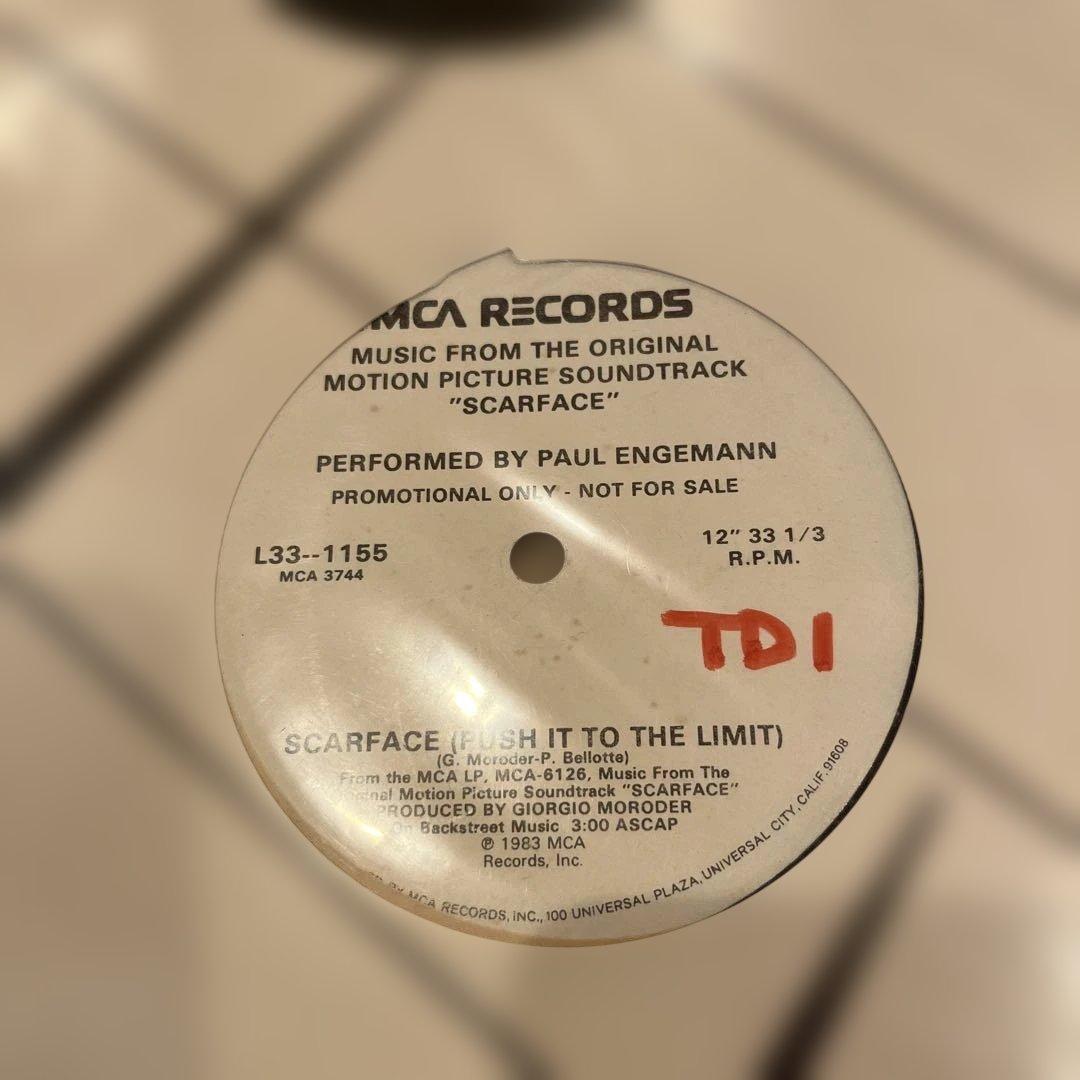 MCA RECORDS
MUSIC FROM THE ORIGINAL
MOTION PICTURE SOUNDTRACK
"SCARFACE"
PERFORMED BY PAUL ENGEMANN
PROMOTIONAL ONLY - NOT FOR SALE
L33--1155
MCA 3744
12" 33 1/3
R.P.M.
TD1
SCARFACE (PUSH IT TO THE LIMIT)
(G. Moroder-P. Bellotte)
From the MCA LP, MCA-6126, Music From The
Motion Picture Soundtrack "SCARFACE"
PRODUCED BY GIORGIO MORODER
On Backstreet Music 3:00 ASCAP
℗ 1983 MCA
Records, Inc.
BY MCA RECORDS, INC., 100 UNIVERSAL PLAZA, UNIVERSAL CITY, CALIF. 91608